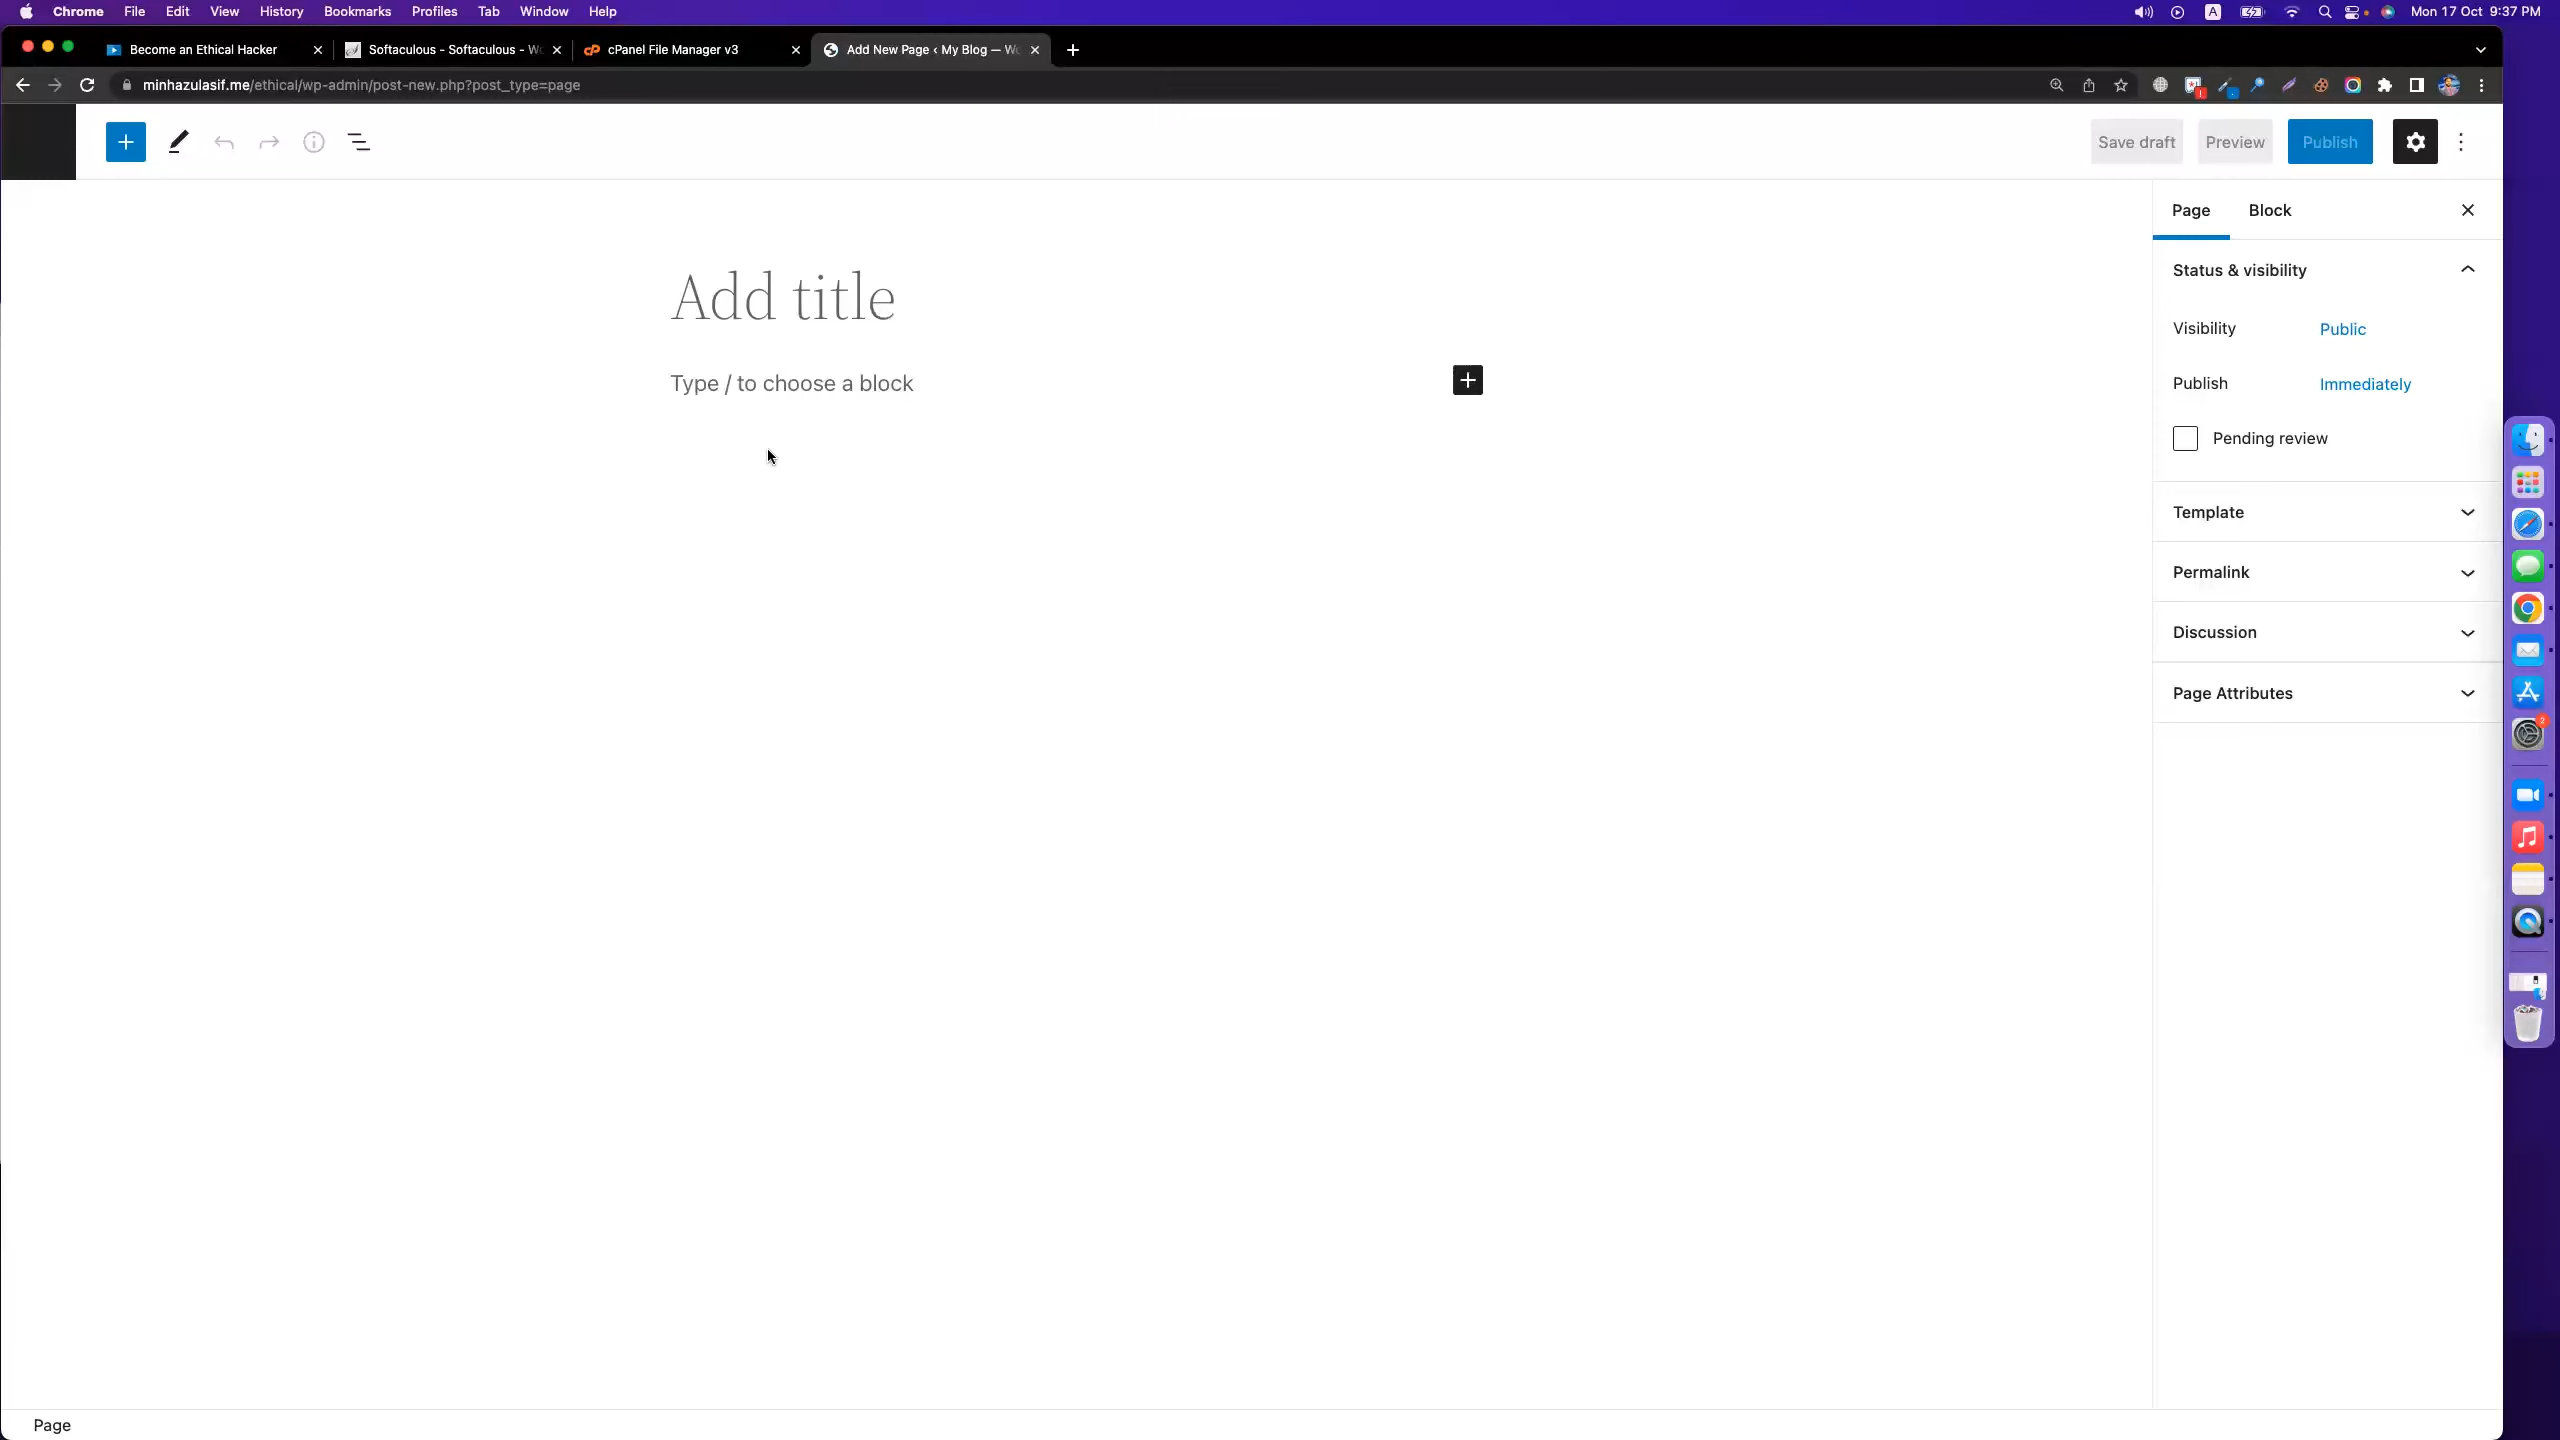 Chrome File Edit View History Bookmarks Profiles Tab Window Help
A
Mon 17 Oct 9:37 PM
Become an Ethical Hacker
Softaculous - Softaculous - Wo
cPanel File Manager v3
Add New Page ‹ My Blog — Wo
minhazulasif.me/ethical/wp-admin/post-new.php?post_type=page
Save draft
Preview
Publish
Page
Block
Status & visibility
Add title
Visibility
Public
Type / to choose a block
Publish
Immediately
Pending review
Template
Permalink
Discussion
Page Attributes
2
Page